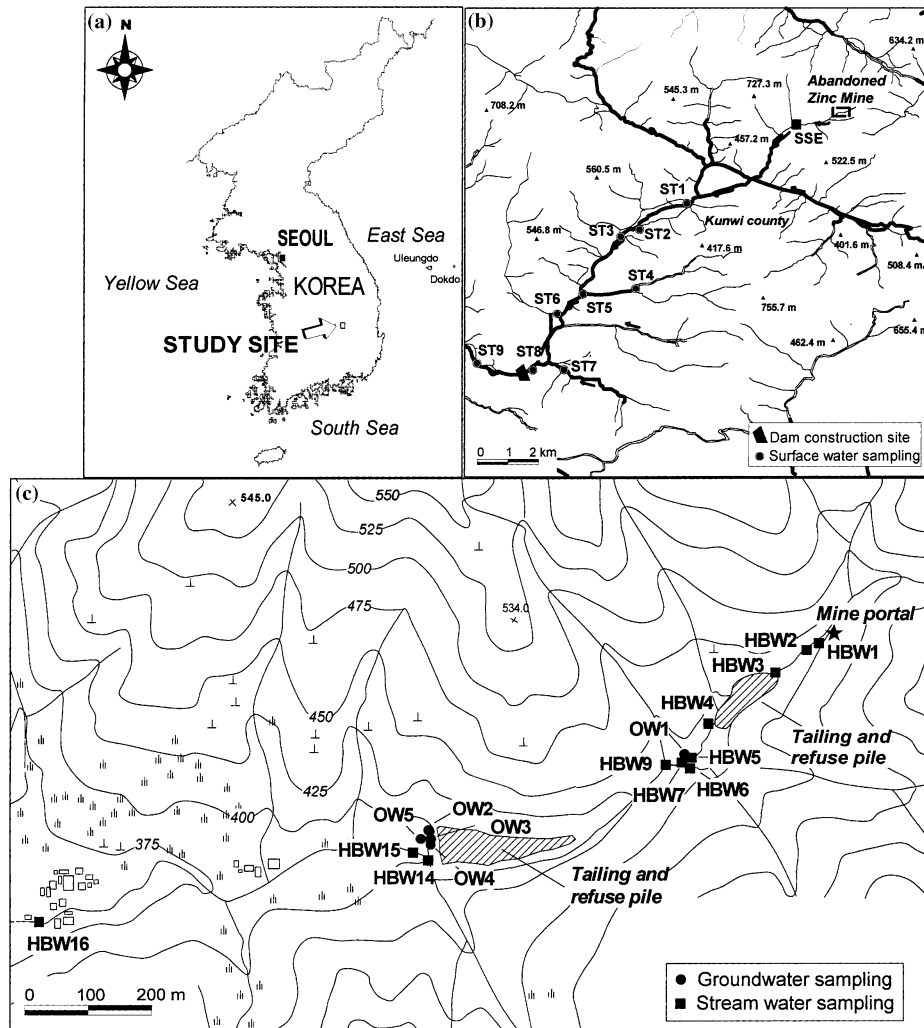 (a)
N
SEOUL
East Sea
Uleungdo
Dokdo
Yellow Sea
KOREA
STUDY SITE
South Sea
(b)
634.2 m
727.3 m
545.3 m
Abandoned
Zinc Mine
708.2 m
SSE
457.2 m
522.5 m
560.5 m
ST1
Kunwi county
ST2
ST3
546.8 m
417.6 m
401.6 m
508.4 m
ST4
ST5
ST6
755.7 m
655.4 m
462.4 m
ST9
ST8
ST7
Dam construction site
Surface water sampling
0 1 2 km
(c)
545.0
550
525
500
475
534.0
Mine portal
HBW2
HBW1
HBW3
HBW4
450
OW1
Tailing and
refuse pile
HBW5
HBW9
HBW7
HBW6
425
400
OW2
OW5
OW3
375
HBW15
HBW14
OW4
Tailing and
refuse pile
HBW16
0 100 200 m
Groundwater sampling
Stream water sampling